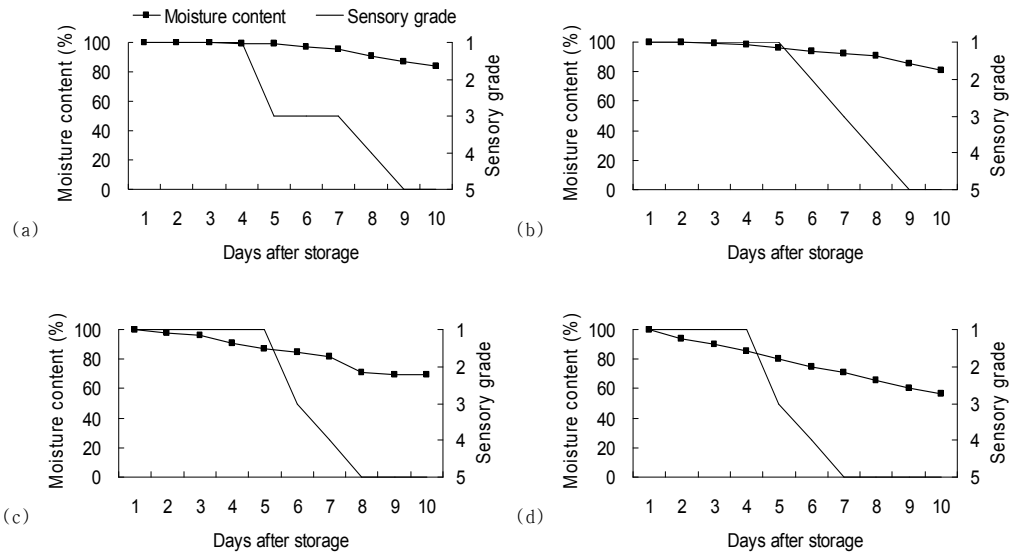 Moisture content Sensory grade
Moisture content (%)
100
80
60
40
20
0
1
2
3
4
5
Sensory grade
1 2 3 4 5 6 7 8 9 10
Days after storage
(a)
Moisture content (%)
100
80
60
40
20
0
1
2
3
4
5
Sensory grade
1 2 3 4 5 6 7 8 9 10
Days after storage
(b)
Moisture content (%)
100
80
60
40
20
0
1
2
3
4
5
Sensory grade
1 2 3 4 5 6 7 8 9 10
Days after storage
(c)
Moisture content (%)
100
80
60
40
20
0
1
2
3
4
5
Sensory grade
1 2 3 4 5 6 7 8 9 10
Days after storage
(d)